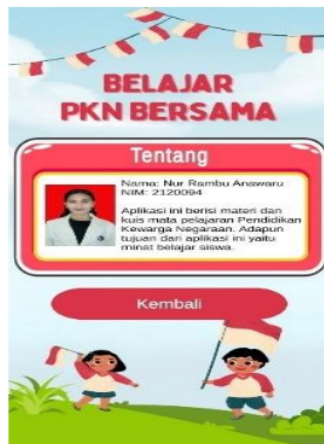 BELAJAR
PKN BERSAMA
Tentang
Nama: Nur Rambu Anawaru
NIM: 2120094
Aplikasi ini berisi materi dan
kuis mata pelajaran Pendidikan
Kewarga Negaraan. Adapun
tujuan dari aplikasi ini yaitu
minat belajar siswa.
Kembali